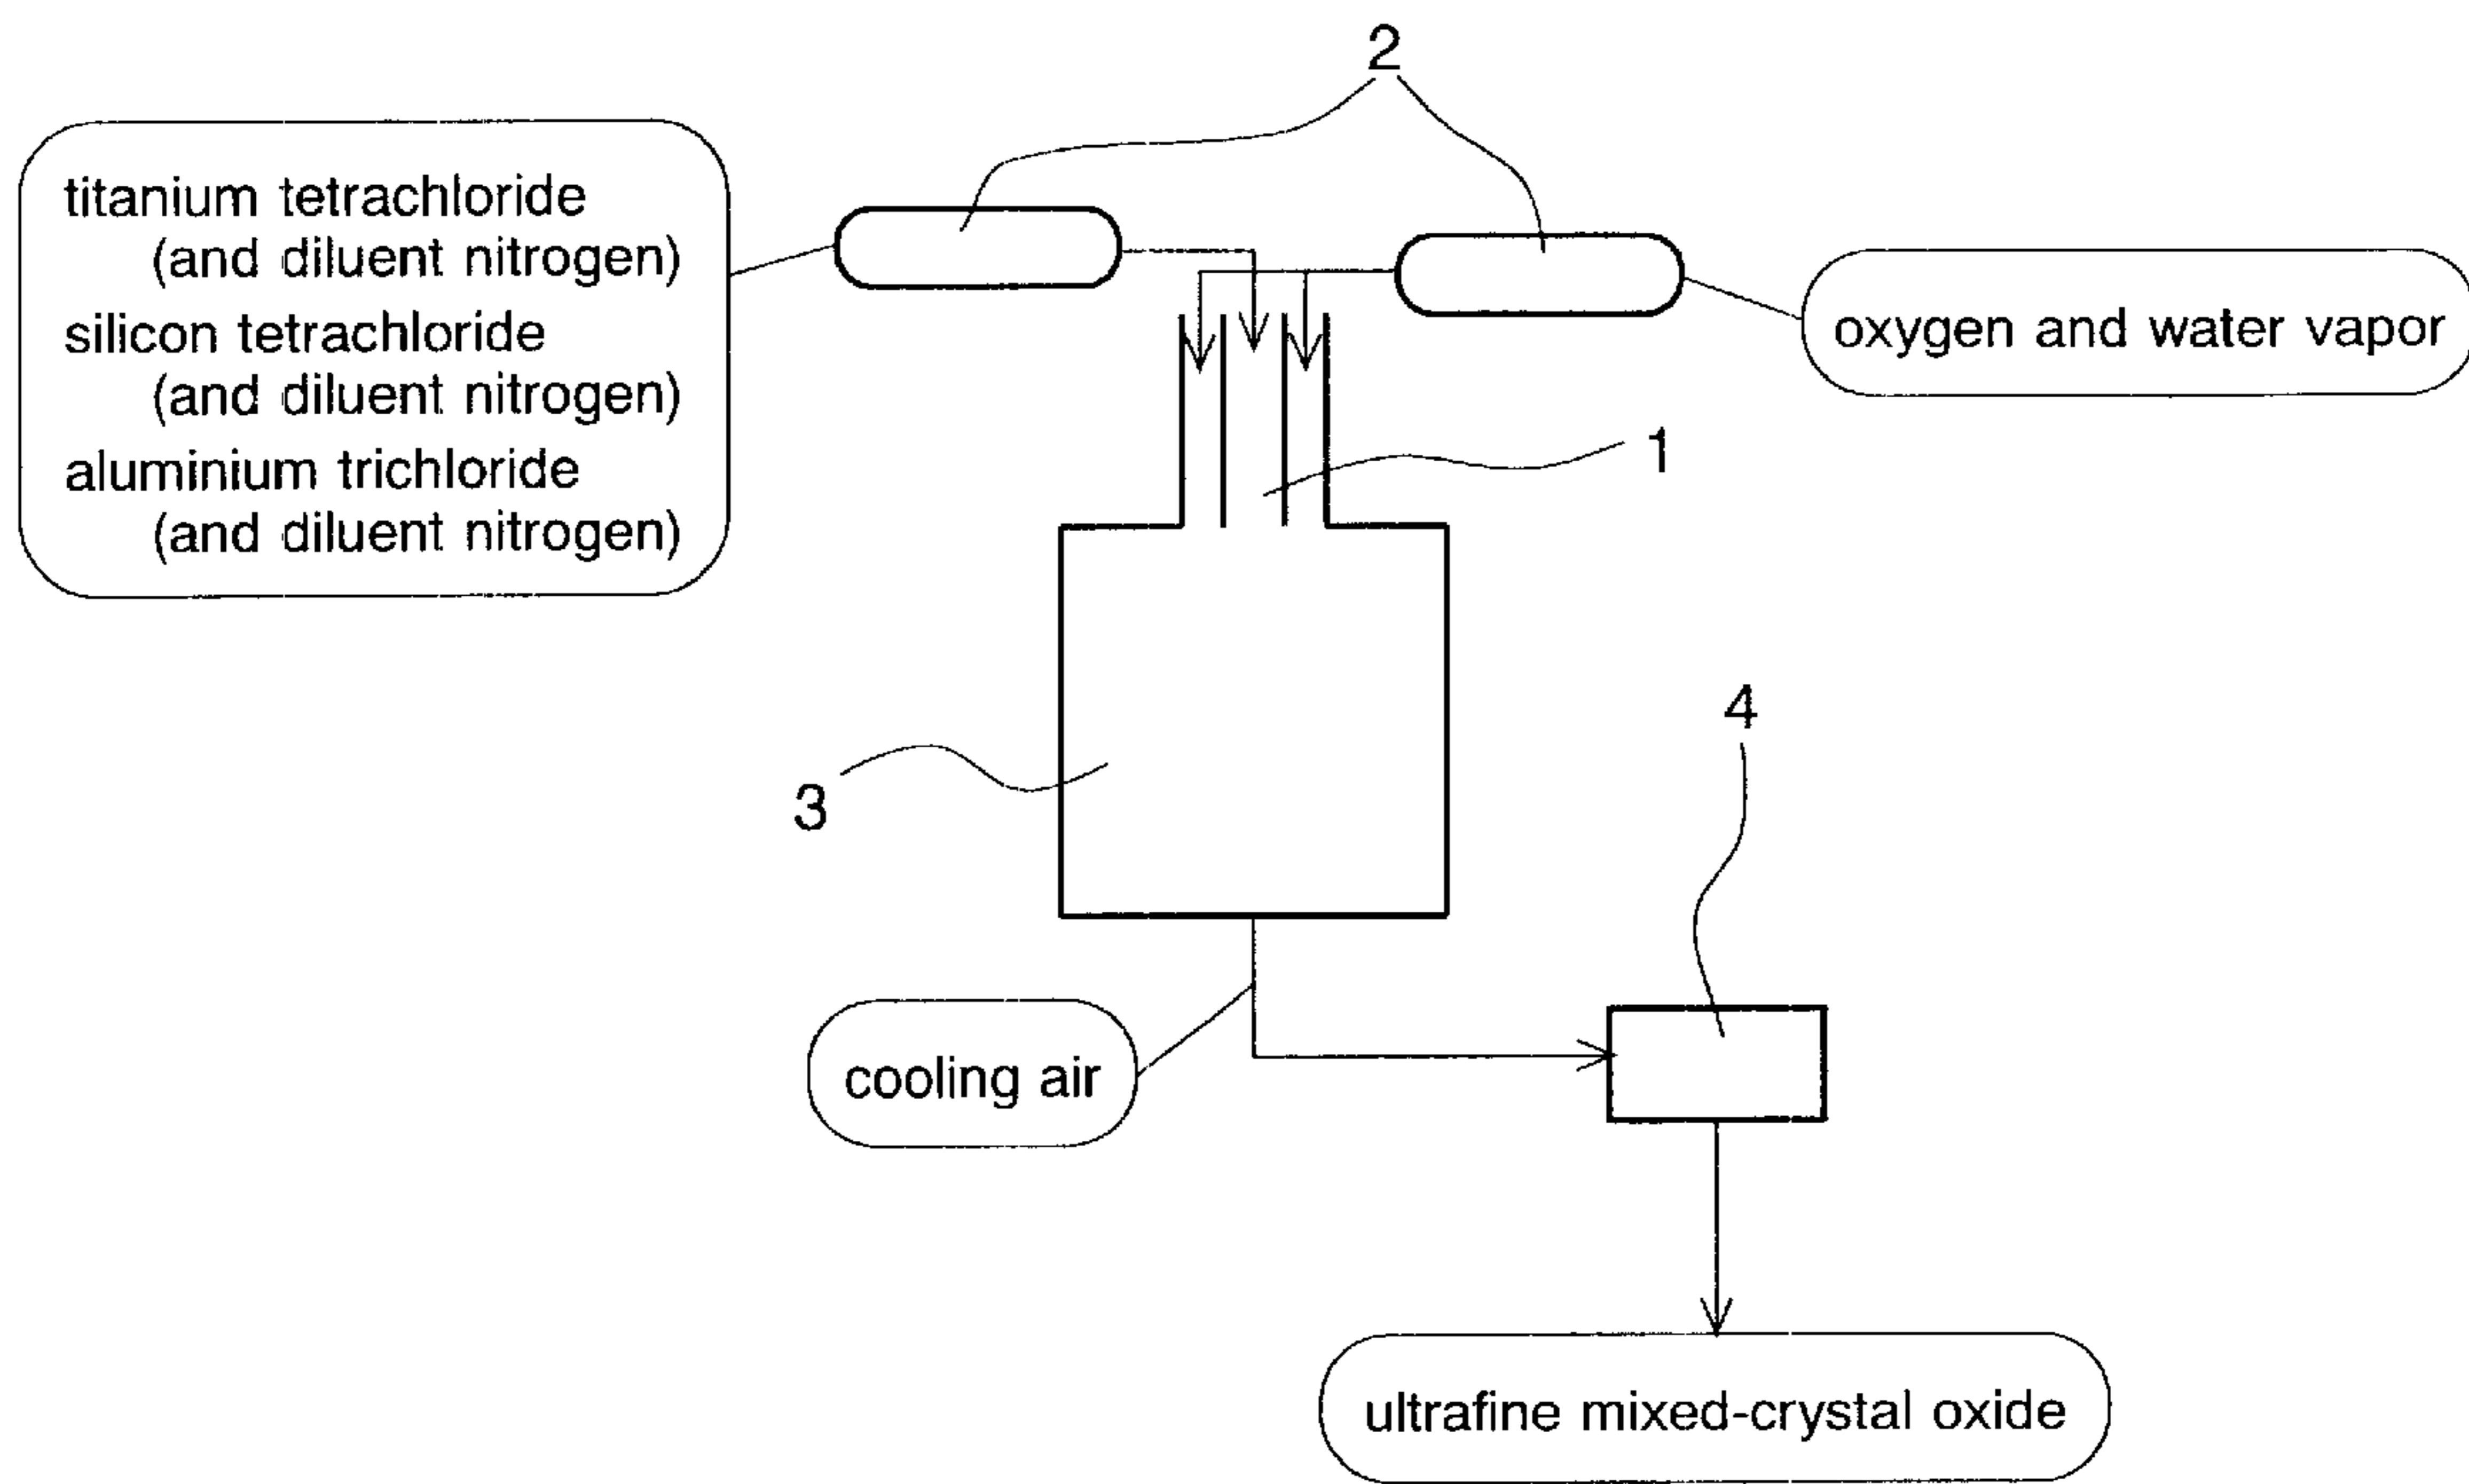 2
titanium tetrachloride
(and diluent nitrogen)
silicon tetrachloride
(and diluent nitrogen)
aluminium trichloride
(and diluent nitrogen)
oxygen and water vapor
1
4
3
cooling air
ultrafine mixed-crystal oxide